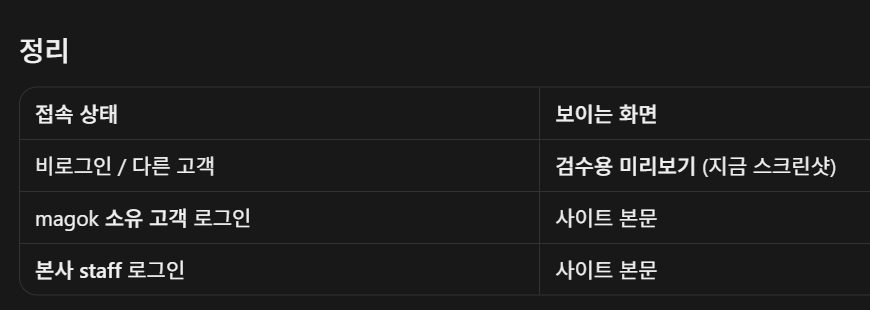 정리
접속 상태 보이는 화면
비로그인 / 다른 고객 검수용 미리보기 (지금 스크린샷)
magok 소유 고객 로그인 사이트 본문
본사 staff 로그인 사이트 본문